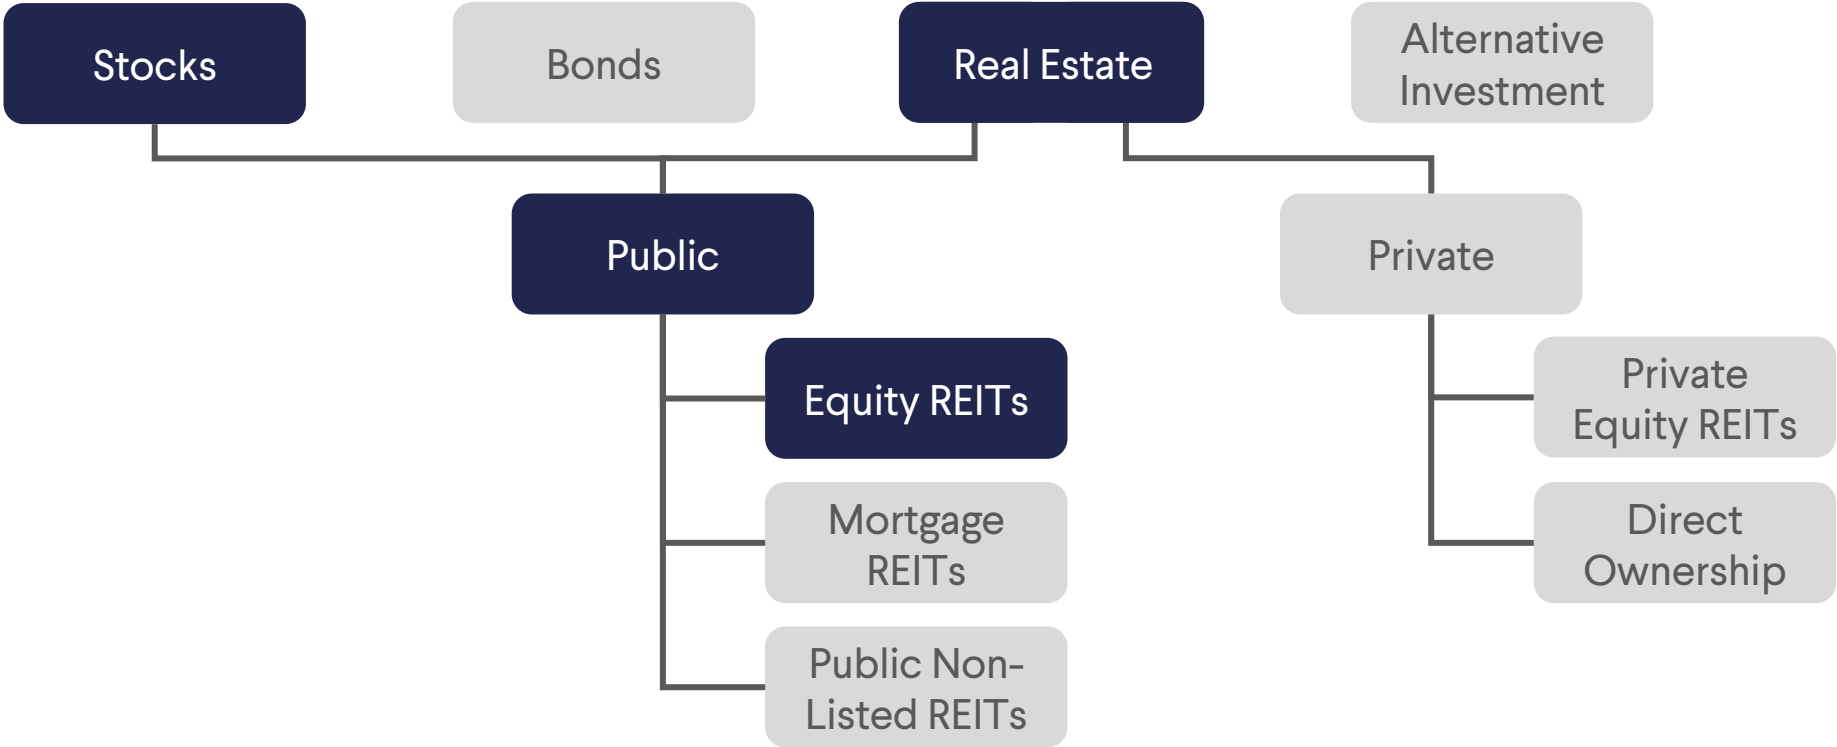 Stocks
Bonds
Real Estate
Alternative
Investment
Public
Private
Equity REITs
Mortgage
REITs
Public Non-
Listed REITs
Private
Equity REITs
Direct
Ownership